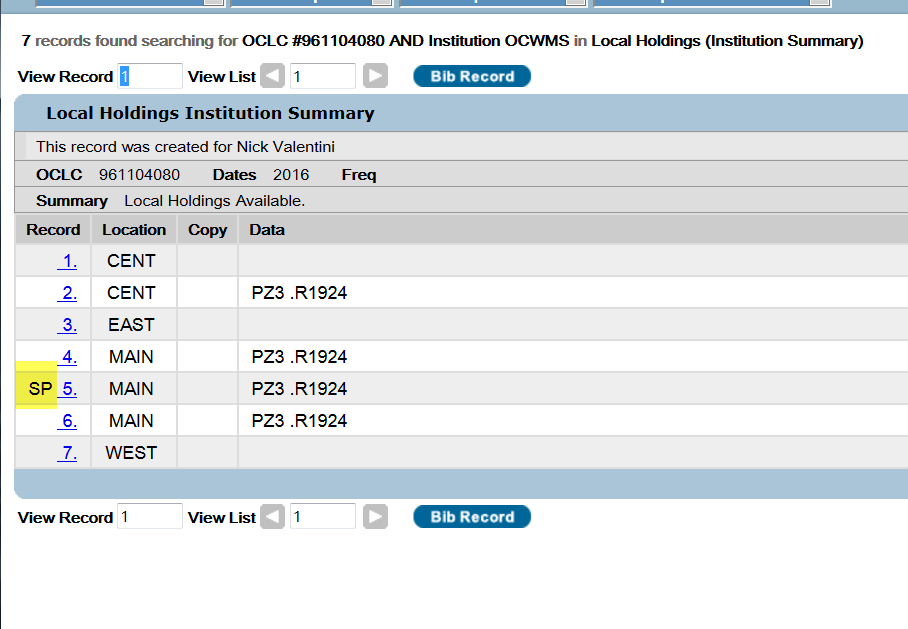 7 records found searching for OCLC #961104080 AND Institution OCWMS in Local Holdings (Institution Summary)
View Record 1 View List 1 Bib Record
Local Holdings Institution Summary
This record was created for Nick Valentini
OCLC 961104080 Dates 2016 Freq
Summary Local Holdings Available.
Record Location Copy Data
1. CENT
2. CENT PZ3 .R1924
3. EAST
4. MAIN PZ3 .R1924
SP 5. MAIN PZ3 .R1924
6. MAIN PZ3 .R1924
7. WEST
View Record 1 View List 1 Bib Record